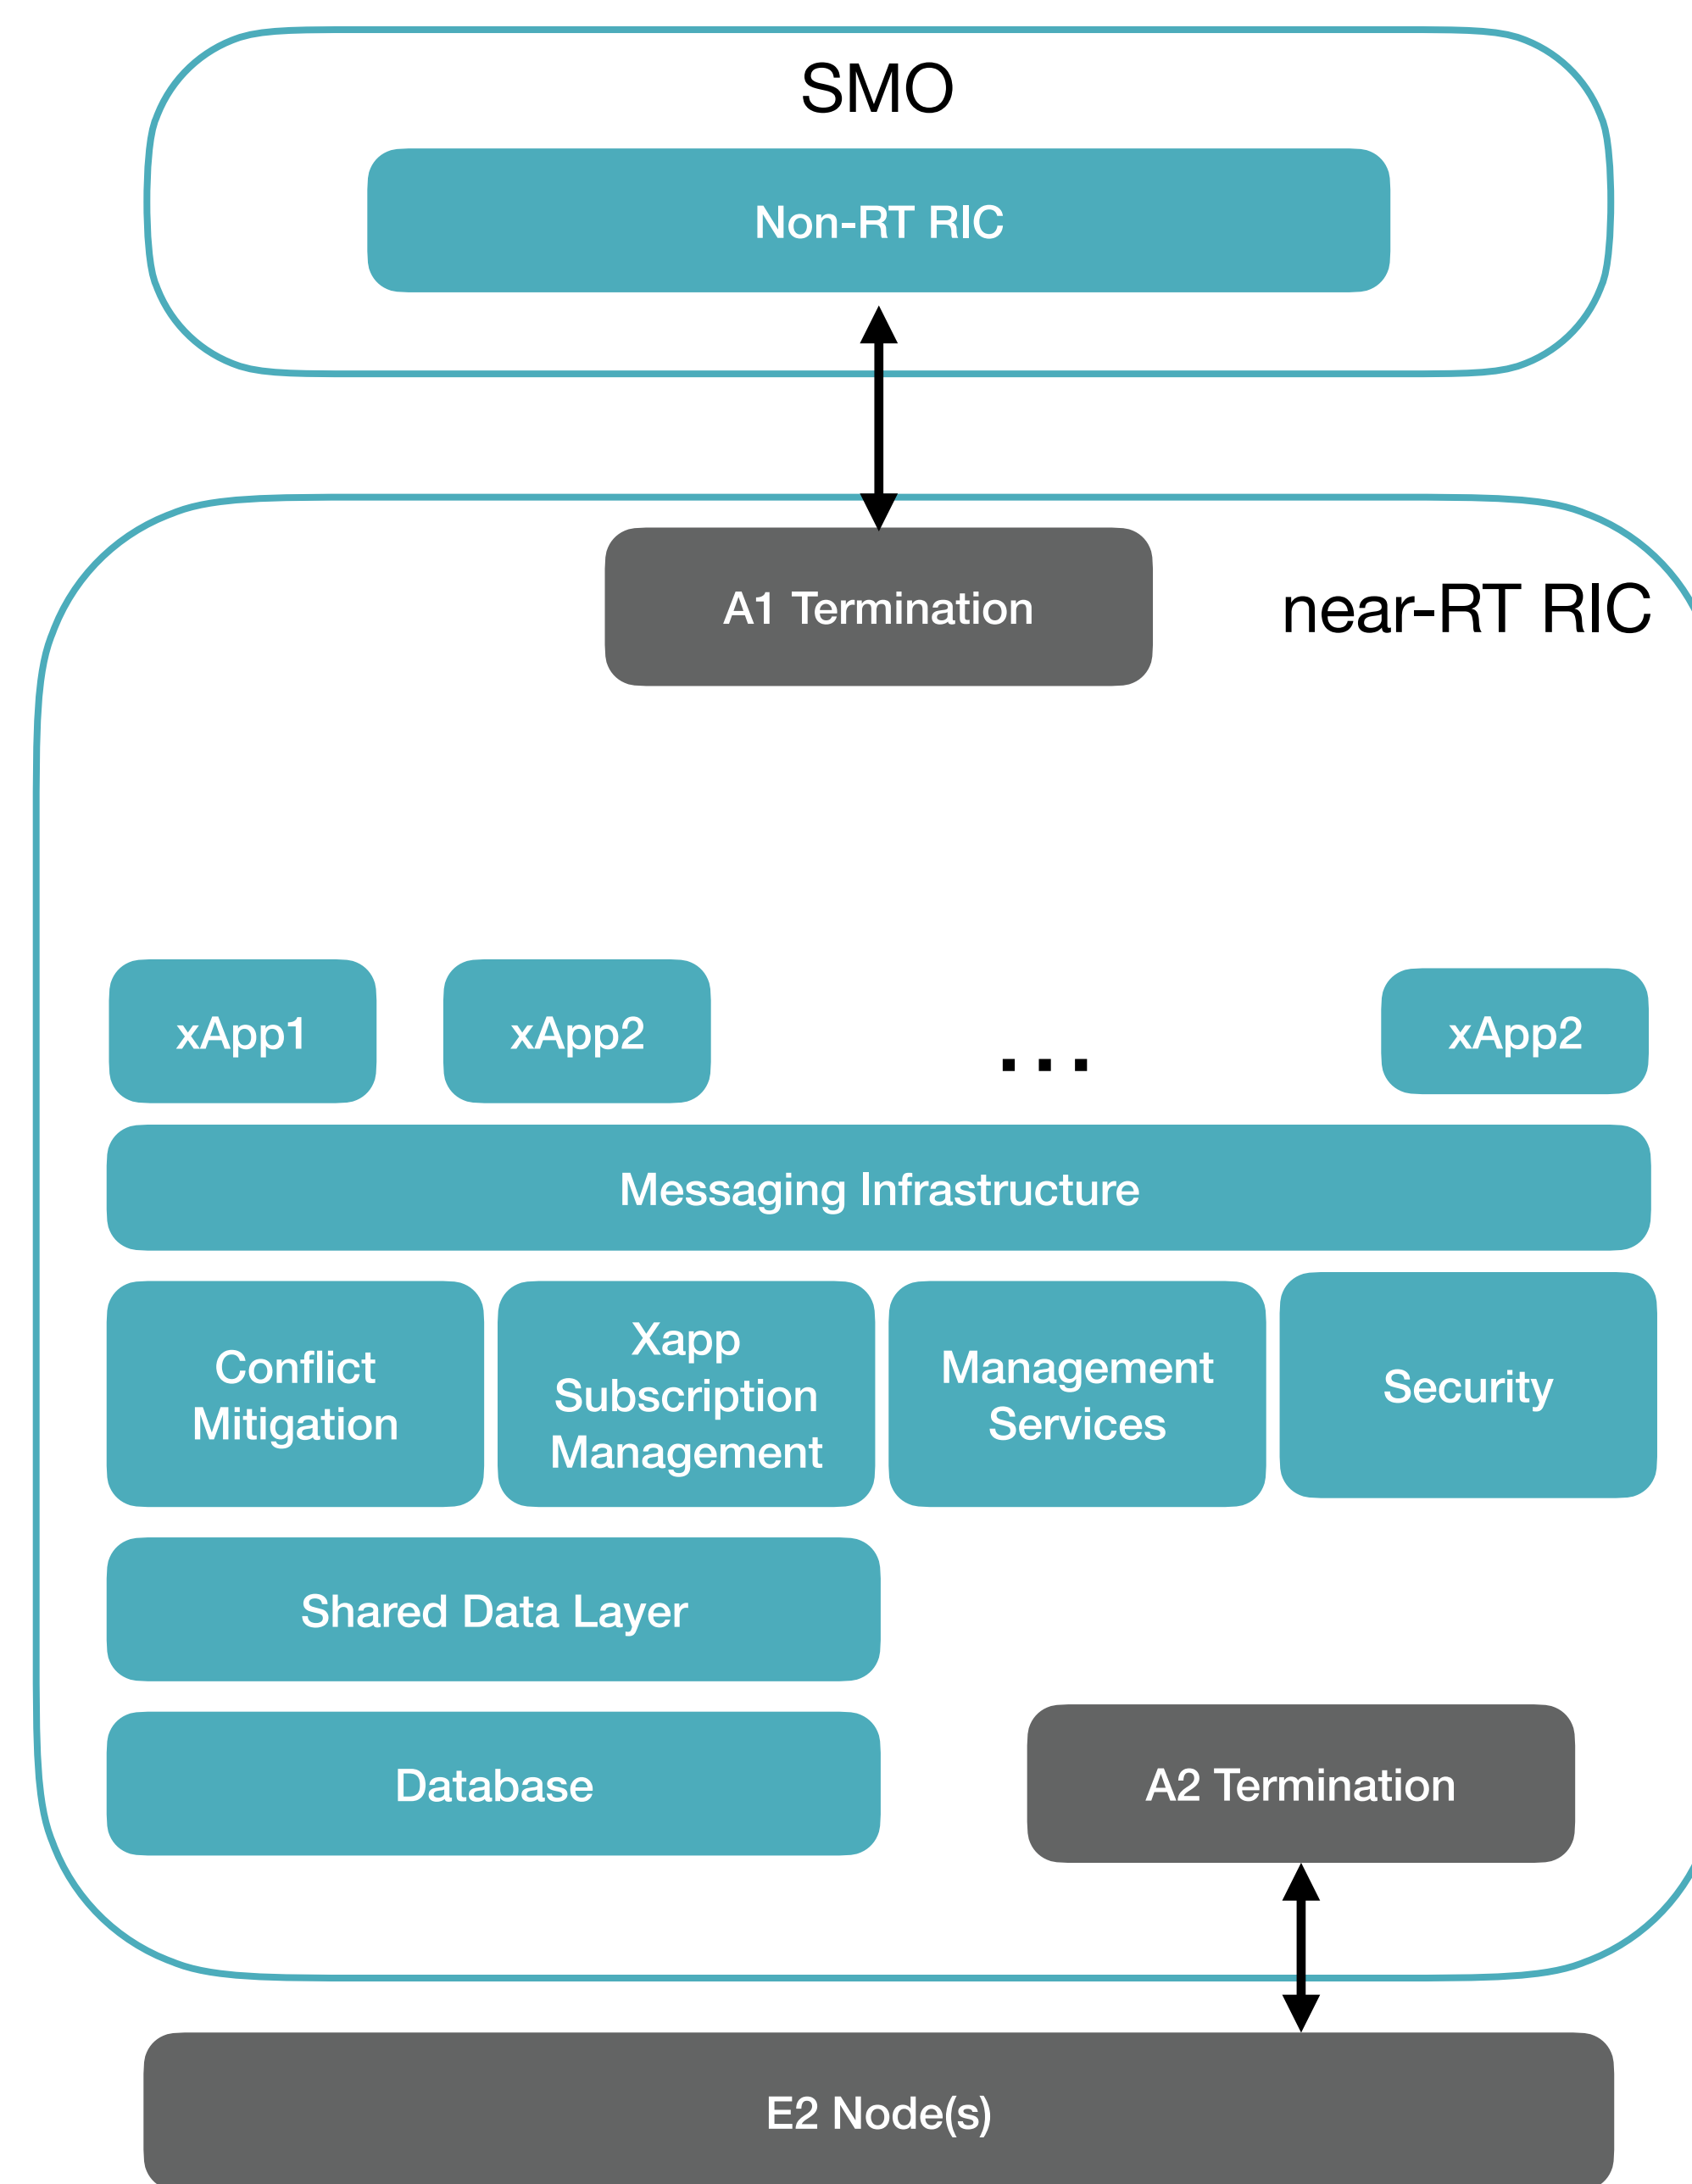 SMO
Non-RT RIC
A1 Termination
near-RT RIC
xApp1
xApp2
...
xApp2
Messaging Infrastructure
Conflict
Mitigation
Xapp
Subscription
Management
Management
Services
Security
Shared Data Layer
Database
A2 Termination
E2 Node(s)